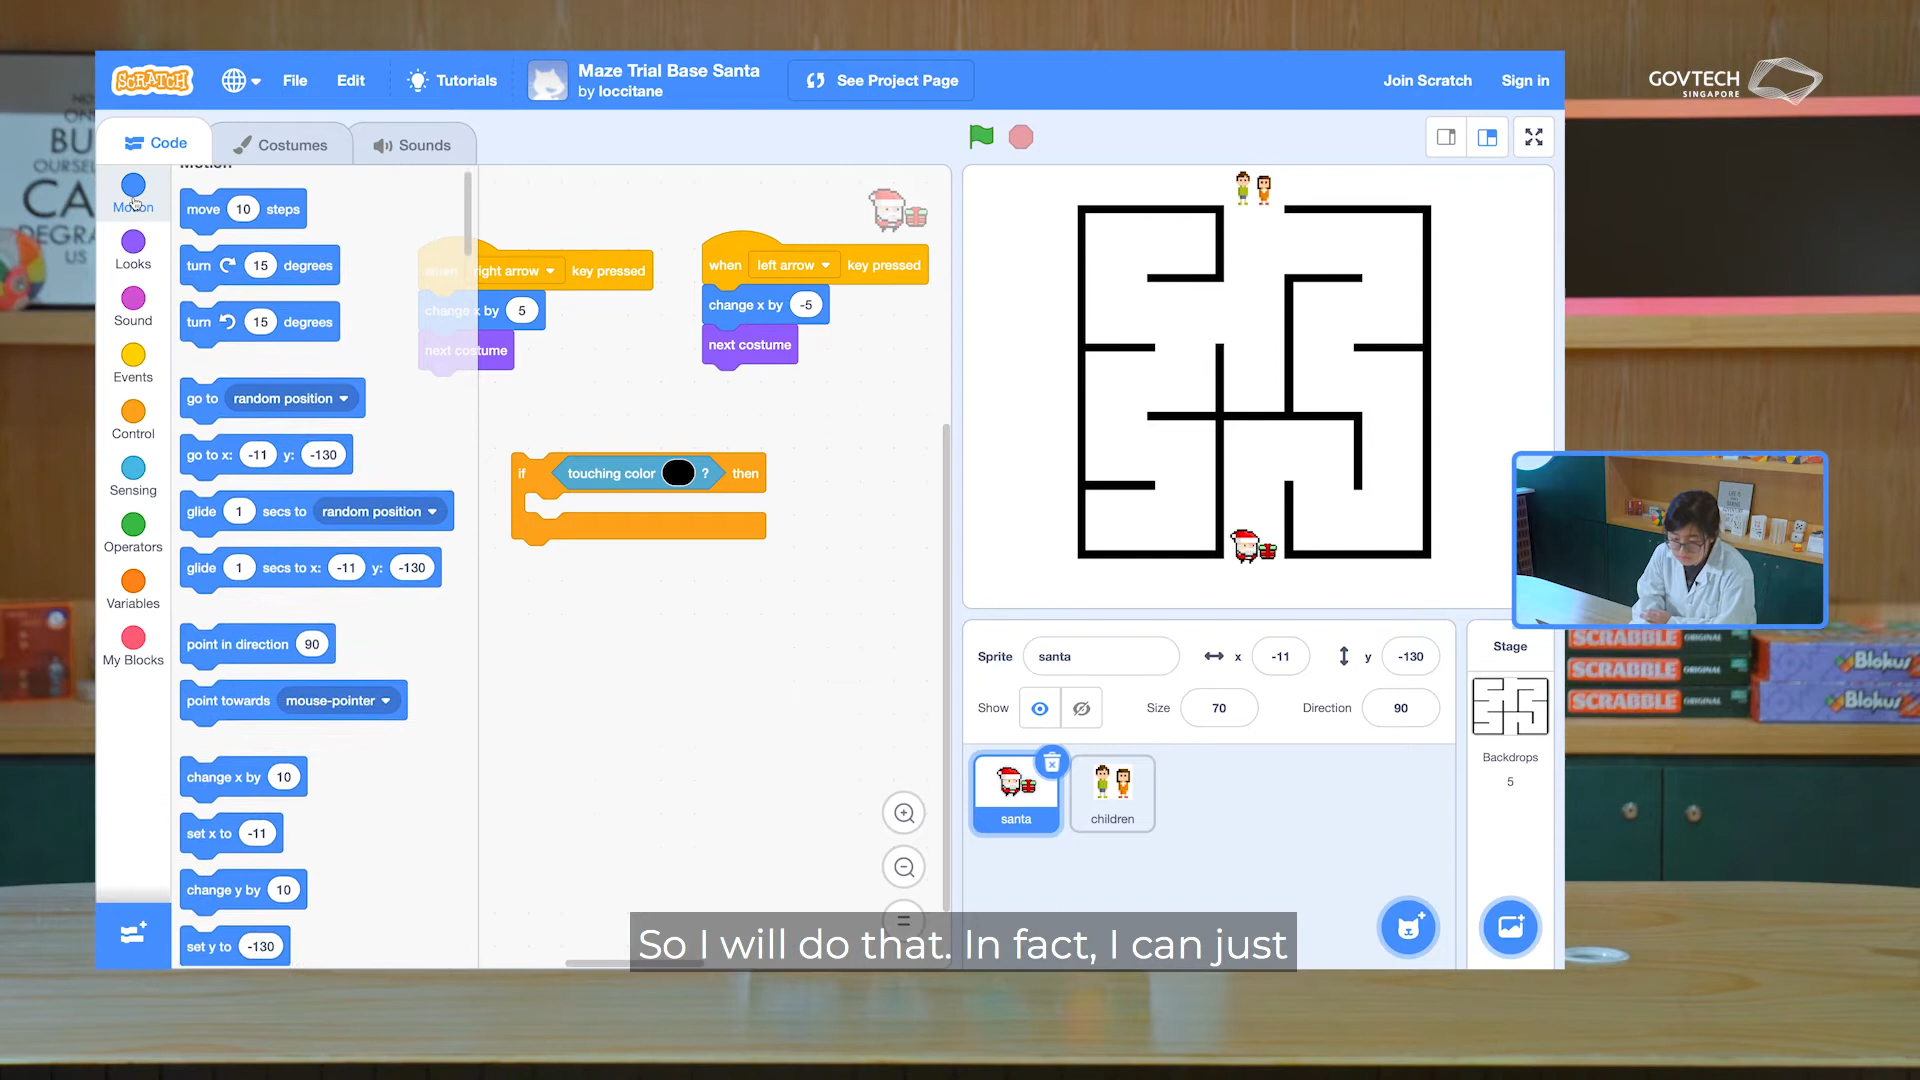 SCRATCH
File
Edit
Tutorials
Maze Trial Base Santa
by loccitane
See Project Page
Join Scratch
Sign in
GOVTECH
SINGAPORE
Code
Costumes
Sounds
Motion
Looks
Sound
Events
Control
Sensing
Operators
Variables
My Blocks
Motion
move 10 steps
turn 15 degrees
turn 15 degrees
go to random position
go to x: -11 y: -130
glide 1 secs to random position
glide 1 secs to x: -11 y: -130
point in direction 90
point towards mouse-pointer
change x by 10
set x to -11
change y by 10
set y to -130
when right arrow key pressed
change x by 5
next costume
when left arrow key pressed
change x by -5
next costume
if touching color ? then
Sprite santa x -11 y -130
Show Size 70 Direction 90
santa
children
Stage
Backdrops
5
SCRABBLE ORIGINAL
SCRABBLE ORIGINAL
SCRABBLE ORIGINAL
Blokus
Blokus
So I will do that. In fact, I can just